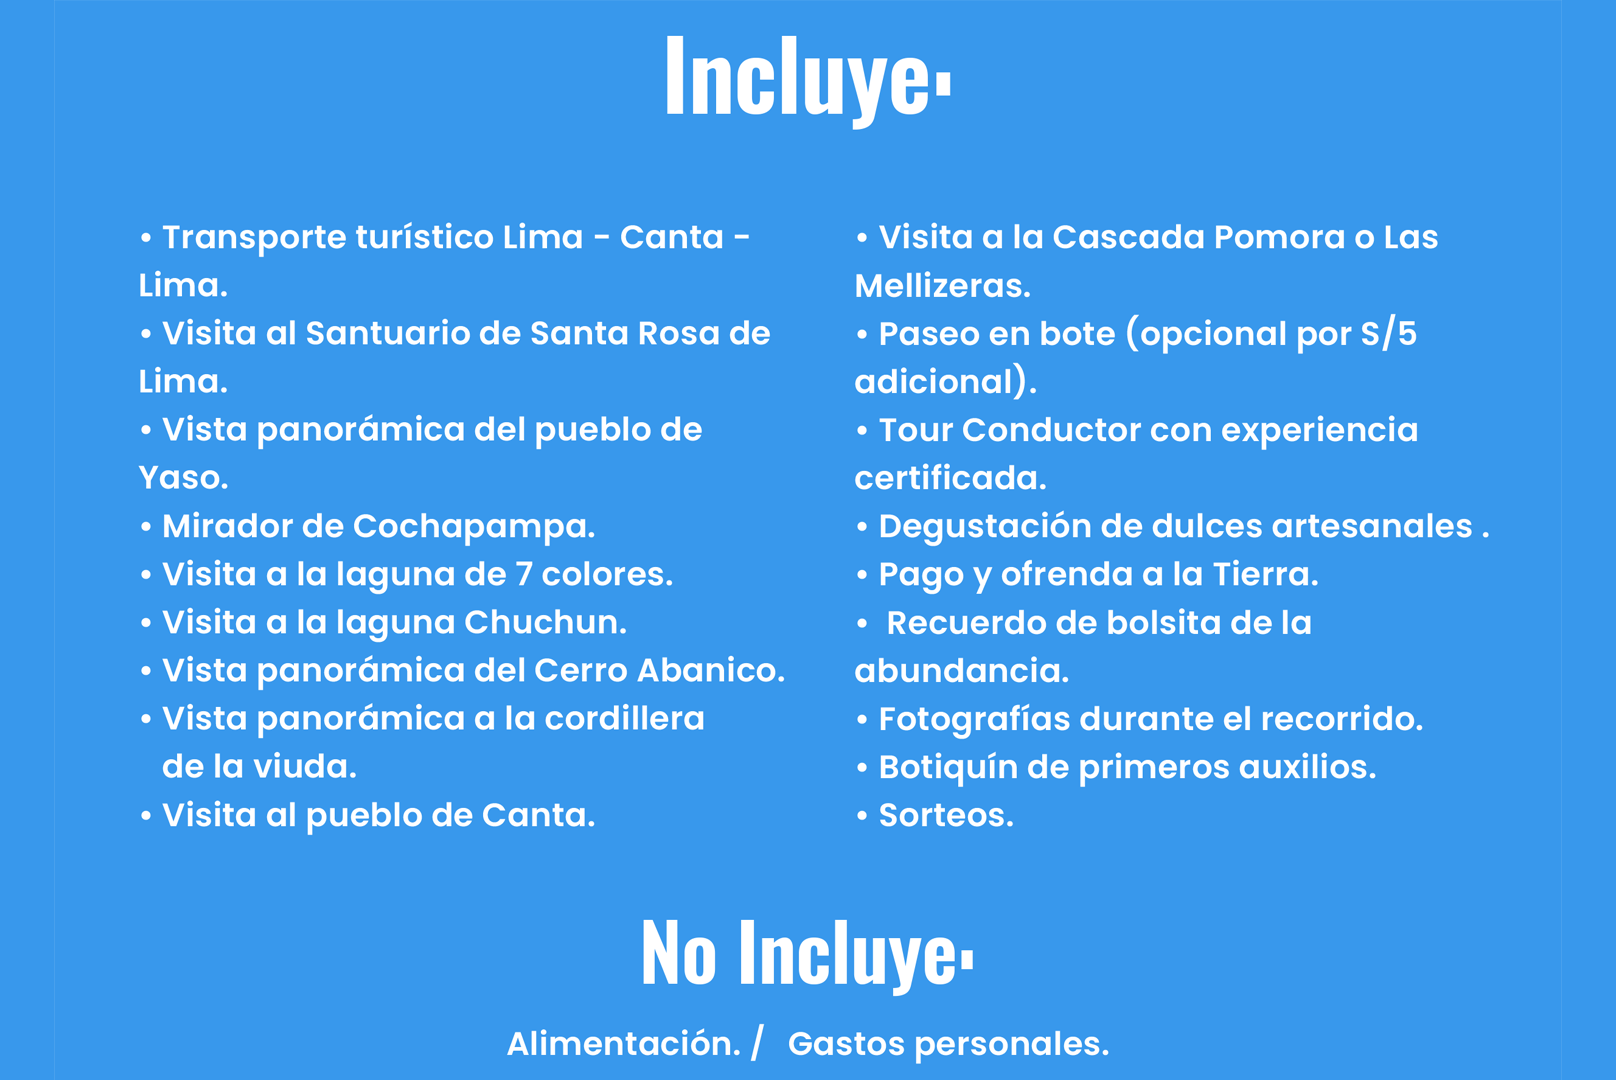 Incluye:
• Transporte turístico Lima - Canta -
Lima.
• Visita al Santuario de Santa Rosa de
Lima.
• Vista panorámica del pueblo de
Yaso.
• Mirador de Cochapampa.
• Visita a la laguna de 7 colores.
• Visita a la laguna Chuchun.
• Vista panorámica del Cerro Abanico.
• Vista panorámica a la cordillera
de la viuda.
• Visita al pueblo de Canta.
• Visita a la Cascada Pomora o Las
Mellizeras.
• Paseo en bote (opcional por S/5
adicional).
• Tour Conductor con experiencia
certificada.
• Degustación de dulces artesanales .
• Pago y ofrenda a la Tierra.
• Recuerdo de bolsita de la
abundancia.
• Fotografías durante el recorrido.
• Botiquín de primeros auxilios.
• Sorteos.
No Incluye:
Alimentación. / Gastos personales.